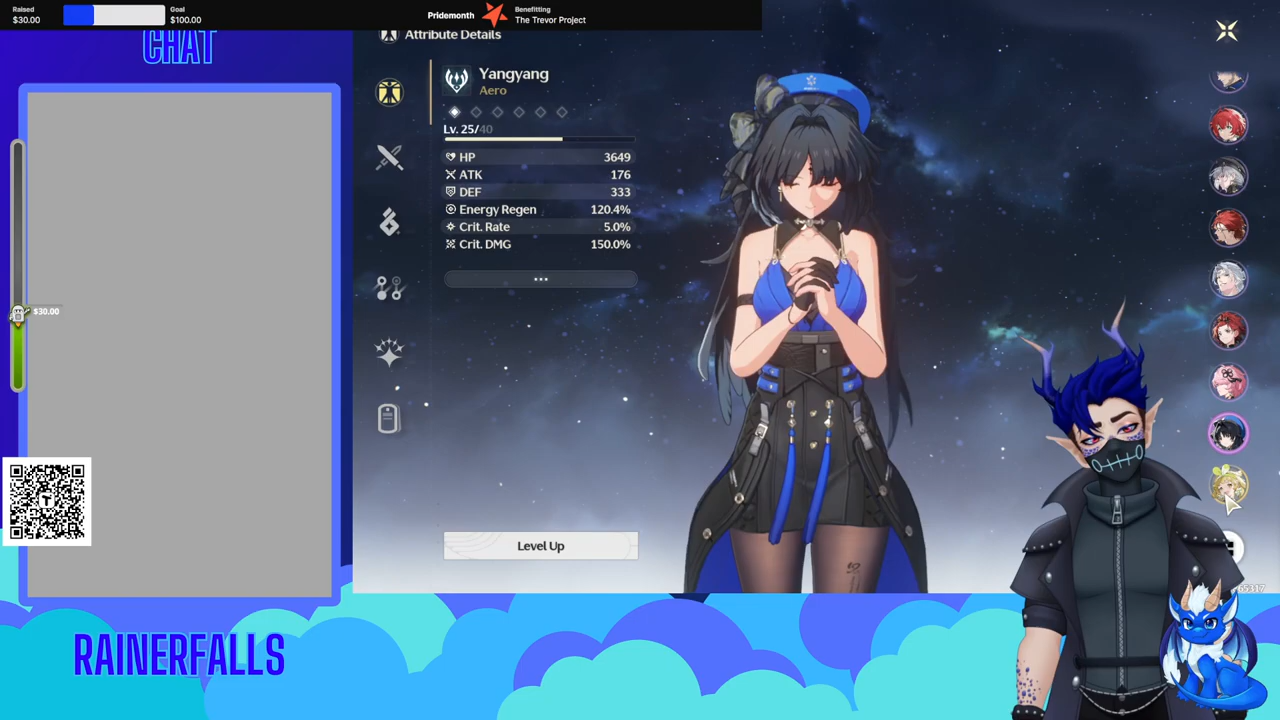 Raised
$30.00
Goal
$100.00
Pridemonth
Benefitting
The Trevor Project
CHAT
Attribute Details
Yangyang
Aero
Lv. 25/40
HP 3649
ATK 176
DEF 333
Energy Regen 120.4%
Crit. Rate 5.0%
Crit. DMG 150.0%
$30.00
T
Level Up
RAINERFALLS